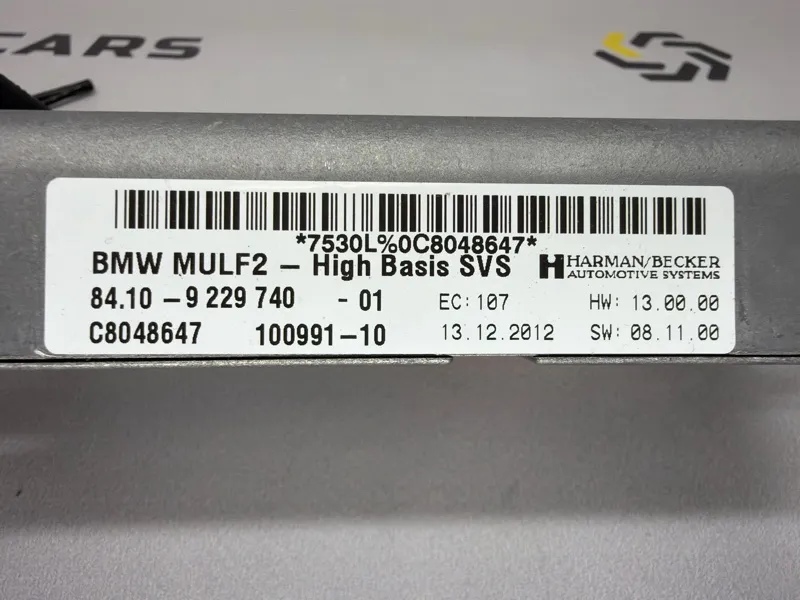 CARS
*7530L%0C8048647*
BMW MULF2 – High Basis SVS
HARMAN/BECKER
AUTOMOTIVE SYSTEMS
84.10 – 9 229 740 - 01 EC: 107 HW: 13.00.00
C8048647 100991–10 13.12.2012 SW: 08.11.00